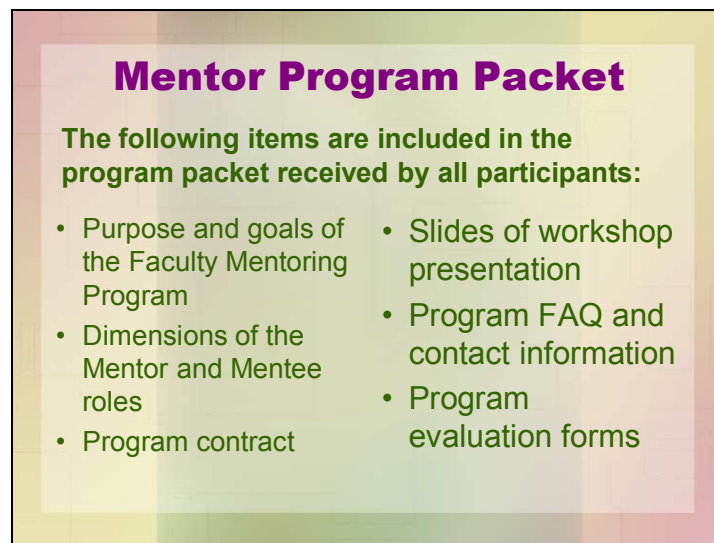 Mentor Program Packet
The following items are included in the
program packet received by all participants:
• Purpose and goals of
the Faculty Mentoring
Program
• Dimensions of the
Mentor and Mentee
roles
• Program contract
• Slides of workshop
presentation
• Program FAQ and
contact information
• Program
evaluation forms